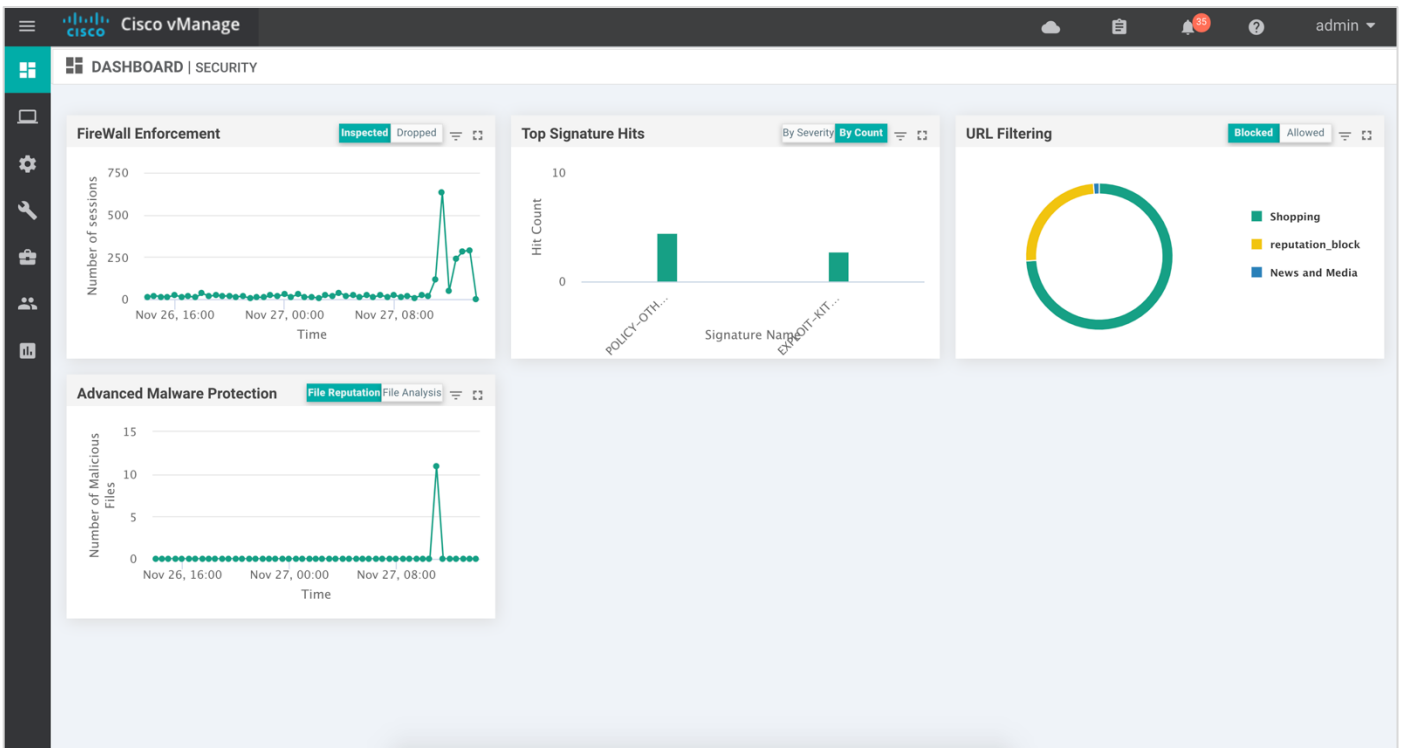 cisco Cisco vManage 35 admin
DASHBOARD | SECURITY
FireWall Enforcement Inspected Dropped
Number of sessions
750
500
250
0
Nov 26, 16:00 Nov 27, 00:00 Nov 27, 08:00
Time
Top Signature Hits By Severity By Count
Hit Count
10
0
POLICY-OTH... EXPLOIT-KIT...
Signature Name
URL Filtering Blocked Allowed
Shopping
reputation_block
News and Media
Advanced Malware Protection File Reputation File Analysis
Number of Malicious
Files
15
10
5
0
Nov 26, 16:00 Nov 27, 00:00 Nov 27, 08:00
Time